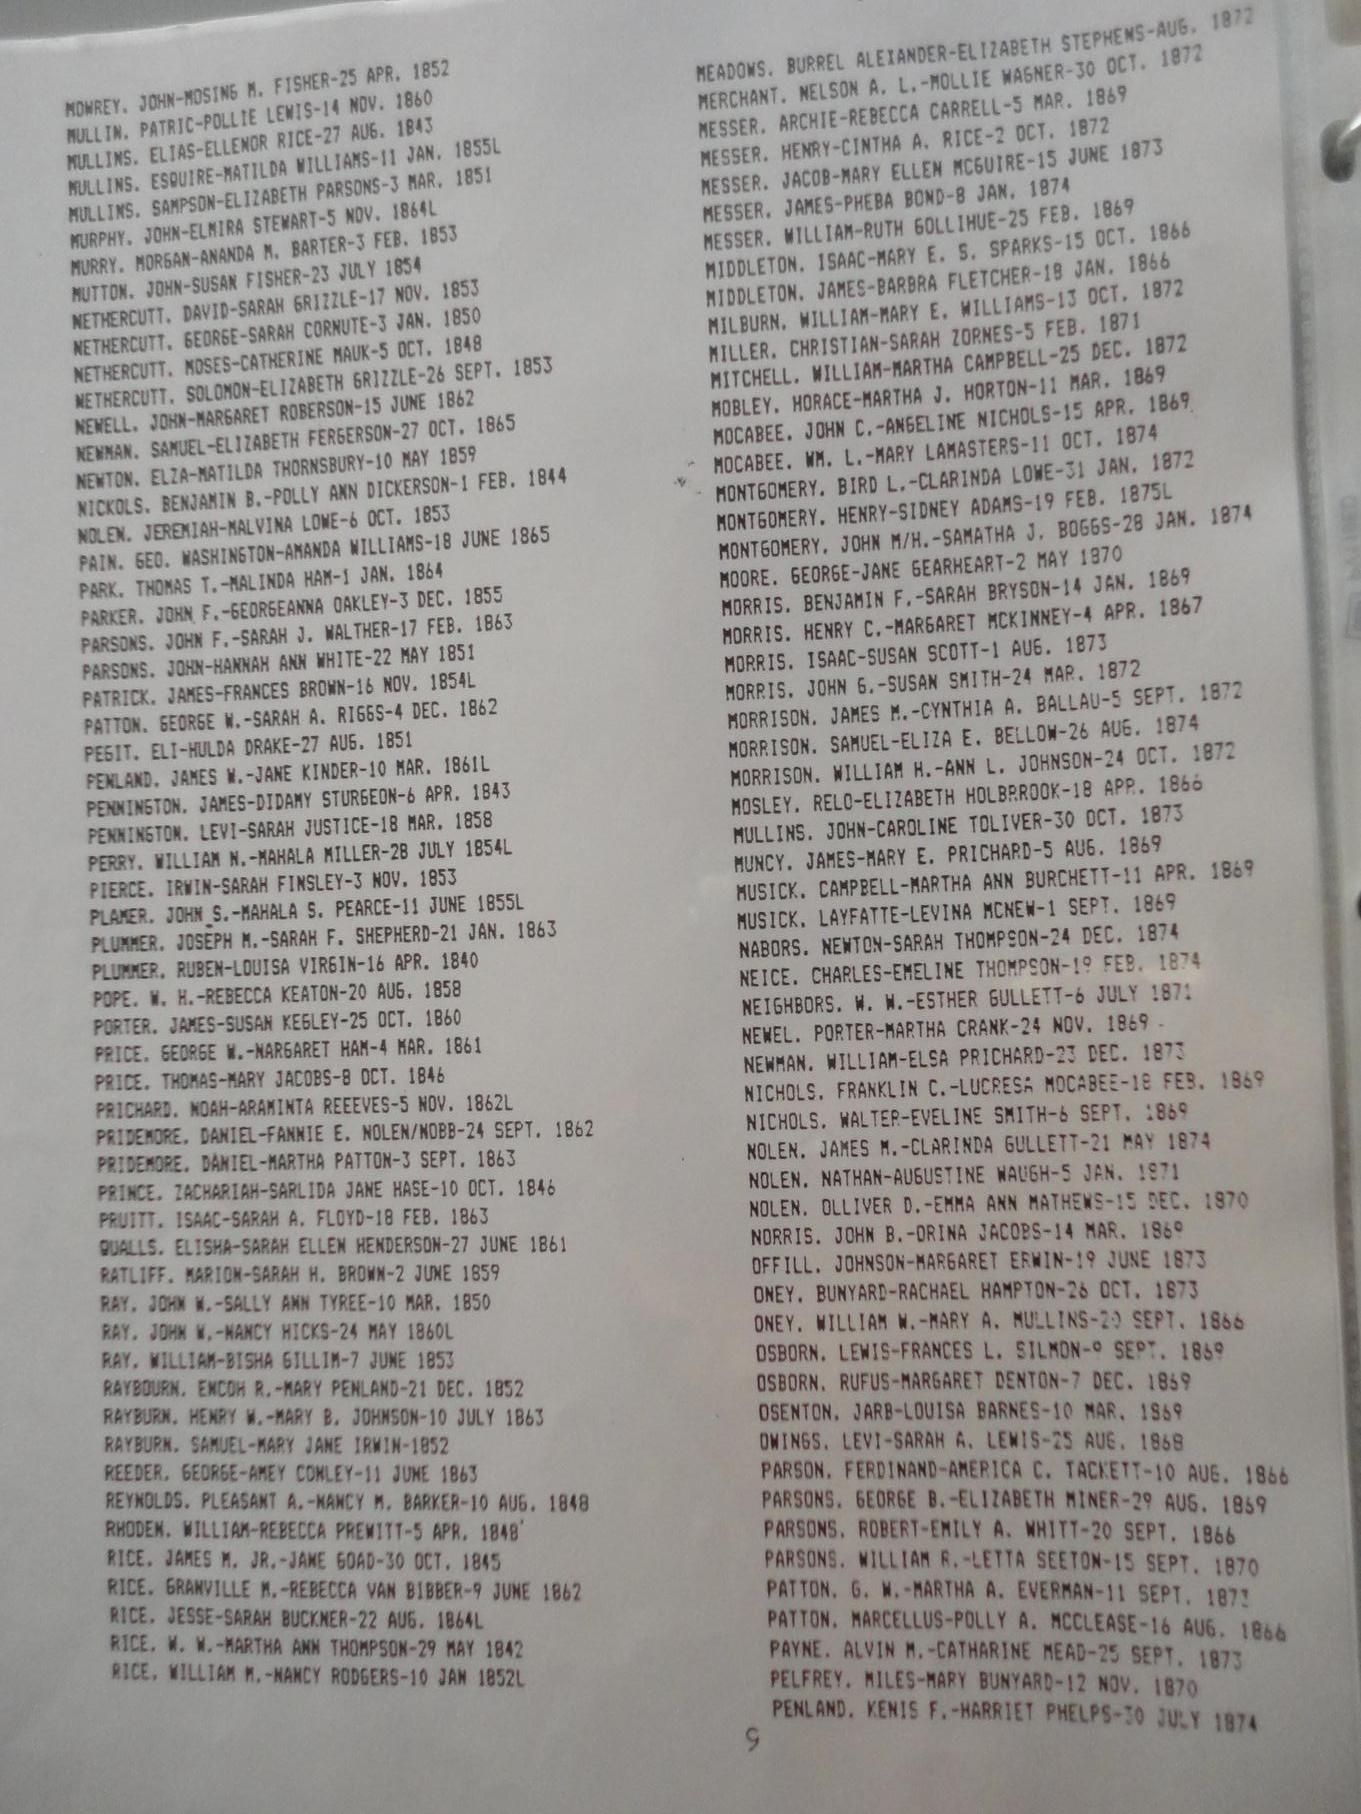 MOWREY. JOHN-MOSING M. FISHER-25 APR. 1852
MULLIN. PATRIC-POLLIE LEWIS-14 NOV. 1860
MULLINS. ELIAS-ELLENOR RICE-27 AUG. 1843
MULLINS. ESQUIRE-MATILDA WILLIAMS-11 JAN. 1855L
MULLINS. SAMPSON-ELIZABETH PARSONS-3 MAR. 1851
MURPHY. JOHN-ELMIRA STEWART-5 NOV. 1864L
MURRY. MORGAN-ANANDA M. BARTER-3 FEB. 1853
MUTTON. JOHN-SUSAN FISHER-23 JULY 1854
NETHERCUTT. DAVID-SARAH GRIZZLE-17 NOV. 1853
NETHERCUTT. GEORGE-SARAH CORNUTE-3 JAN. 1850
NETHERCUTT. MOSES-CATHERINE MAUK-5 OCT. 1848
NETHERCUTT. SOLOMON-ELIZABETH GRIZZLE-26 SEPT. 1853
NEWELL. JOHN-MARGARET ROBERSON-15 JUNE 1862
NEWMAN. SAMUEL-ELIZABETH FERGERSON-27 OCT. 1865
NEWTON. ELZA-MATILDA THORNSBURY-10 MAY 1859
NICKOLS. BENJAMIN B.-POLLY ANN DICKERSON-1 FEB. 1844
NOLEN. JEREMIAH-MALVINA LOWE-6 OCT. 1853
PAIN. GEO. WASHINGTON-AMANDA WILLIAMS-18 JUNE 1865
PARK. THOMAS T.-MALINDA HAM-1 JAN. 1864
PARKER. JOHN F.-GEORGEANNA OAKLEY-3 DEC. 1855
PARSONS. JOHN F.-SARAH J. WALTHER-17 FEB. 1863
PARSONS. JOHN-HANNAH ANN WHITE-22 MAY 1851
PATRICK. JAMES-FRANCES BROWN-16 NOV. 1854L
PATTON. GEORGE W.-SARAH A. RIGGS-4 DEC. 1862
PEGIT. ELI-HULDA DRAKE-27 AUG. 1851
PENLAND. JAMES W.-JANE KINDER-10 MAR. 1861L
PENNINGTON. JAMES-DIDAMY STURGEON-6 APR. 1843
PENNINGTON. LEVI-SARAH JUSTICE-18 MAR. 1858
PERRY. WILLIAM N.-MAHALA MILLER-28 JULY 1854L
PIERCE. IRWIN-SARAH FINSLEY-3 NOV. 1853
PLAMER. JOHN S.-MAHALA S. PEARCE-11 JUNE 1855L
PLUMMER. JOSEPH M.-SARAH F. SHEPHERD-21 JAN. 1863
PLUMMER. RUBEN-LOUISA VIRGIN-16 APR. 1840
POPE. W. H.-REBECCA KEATON-20 AUG. 1858
PORTER. JAMES-SUSAN KEGLEY-25 OCT. 1860
PRICE. GEORGE W.-MARGARET HAM-4 MAR. 1861
PRICE. THOMAS-MARY JACOBS-8 OCT. 1846
PRICHARD. NOAH-ARAMINTA REEEVES-5 NOV. 1862L
PRIDEMORE. DANIEL-FANNIE E. NOLEN/NOBB-24 SEPT. 1862
PRIDEMORE. DANIEL-MARTHA PATTON-3 SEPT. 1863
PRINCE. ZACHARIAH-SARLIDA JANE HASE-10 OCT. 1846
PRUITT. ISAAC-SARAH A. FLOYD-18 FEB. 1863
QUALLS. ELISHA-SARAH ELLEN HENDERSON-27 JUNE 1861
RATLIFF. MARION-SARAH H. BROWN-2 JUNE 1859
RAY. JOHN W.-SALLY ANN TYREE-10 MAR. 1850
RAY. JOHN W.-NANCY HICKS-24 MAY 1860L
RAY. WILLIAM-BISHA GILLIM-7 JUNE 1853
RAYBOURN. ENCOH R.-MARY PENLAND-21 DEC. 1852
RAYBURN. HENRY W.-MARY B. JOHNSON-10 JULY 1863
RAYBURN. SAMUEL-MARY JANE IRWIN-1852
REEDER. GEORGE-AMEY CONLEY-11 JUNE 1863
REYNOLDS. PLEASANT A.-NANCY M. BARKER-10 AUG. 1848
RHODEN. WILLIAM-REBECCA PREWITT-5 APR. 1848
RICE. JAMES M. JR.-JANE GOAD-30 OCT. 1845
RICE. GRANVILLE M.-REBECCA VAN BIBBER-9 JUNE 1862
RICE. JESSE-SARAH BUCKNER-22 AUG. 1864L
RICE. W. W.-MARTHA ANN THOMPSON-29 MAY 1842
RICE. WILLIAM M.-NANCY RODGERS-10 JAN 1852L
MEADOWS. BURREL ALEXANDER-ELIZABETH STEPHENS-AUG. 1872
MERCHANT. NELSON A. L.-MOLLIE WAGNER-30 OCT. 1872
MESSER. ARCHIE-REBECCA CARRELL-5 MAR. 1869
MESSER. HENRY-CINTHA A. RICE-2 OCT. 1872
MESSER. JACOB-MARY ELLEN MCGUIRE-15 JUNE 1873
MESSER. JAMES-PHEBA BOND-8 JAN. 1874
MESSER. WILLIAM-RUTH GOLLIHUE-25 FEB. 1869
MIDDLETON. ISAAC-MARY E. S. SPARKS-15 OCT. 1866
MIDDLETON. JAMES-BARBRA FLETCHER-18 JAN. 1866
MILBURN. WILLIAM-MARY E. WILLIAMS-13 OCT. 1872
MILLER. CHRISTIAN-SARAH ZORNES-5 FEB. 1871
MITCHELL. WILLIAM-MARTHA CAMPBELL-25 DEC. 1872
MOBLEY. HORACE-MARTHA J. HORTON-11 MAR. 1869
MOCABEE. JOHN C.-ANGELINE NICHOLS-15 APR. 1869
MOCABEE. WM. L.-MARY LAMASTERS-11 OCT. 1874
MONTGOMERY. BIRD L.-CLARINDA LOWE-31 JAN. 1872
MONTGOMERY. HENRY-SIDNEY ADAMS-19 FEB. 1875L
MONTGOMERY. JOHN M/H.-SAMATHA J. BOGGS-28 JAN. 1874
MOORE. GEORGE-JANE GEARHEART-2 MAY 1870
MORRIS. BENJAMIN F.-SARAH BRYSON-14 JAN. 1869
MORRIS. HENRY C.-MARGARET MCKINNEY-4 APR. 1867
MORRIS. ISAAC-SUSAN SCOTT-1 AUG. 1873
MORRIS. JOHN G.-SUSAN SMITH-24 MAR. 1872
MORRISON. JAMES M.-CYNTHIA A. BALLAU-5 SEPT. 1872
MORRISON. SAMUEL-ELIZA E. BELLOW-26 AUG. 1874
MORRISON. WILLIAM H.-ANN L. JOHNSON-24 OCT. 1872
MOSLEY. RELO-ELIZABETH HOLBRROOK-18 APR. 1866
MULLINS. JOHN-CAROLINE TOLIVER-30 OCT. 1873
MUNCY. JAMES-MARY E. PRICHARD-5 AUG. 1869
MUSICK. CAMPBELL-MARTHA ANN BURCHETT-11 APR. 1869
MUSICK. LAYFATTE-LEVINA MCNEW-1 SEPT. 1869
NABORS. NEWTON-SARAH THOMPSON-24 DEC. 1874
NEICE. CHARLES-EMELINE THOMPSON-19 FEB. 1874
NEIGHBORS. W. W.-ESTHER GULLETT-6 JULY 1871
NEWEL. PORTER-MARTHA CRANK-24 NOV. 1869
NEWMAN. WILLIAM-ELSA PRICHARD-23 DEC. 1873
NICHOLS. FRANKLIN C.-LUCRESA MOCABEE-18 FEB. 1869
NICHOLS. WALTER-EVELINE SMITH-6 SEPT. 1869
NOLEN. JAMES M.-CLARINDA GULLETT-21 MAY 1874
NOLEN. NATHAN-AUGUSTINE WAUGH-5 JAN. 1871
NOLEN. OLLIVER D.-EMMA ANN MATHEWS-15 DEC. 1870
NORRIS. JOHN B.-ORINA JACOBS-14 MAR. 1869
OFFILL. JOHNSON-MARGARET ERWIN-19 JUNE 1873
ONEY. BUNYARD-RACHAEL HAMPTON-26 OCT. 1873
ONEY. WILLIAM W.-MARY A. MULLINS-20 SEPT. 1866
OSBORN. LEWIS-FRANCES L. SILMON-9 SEPT. 1869
OSBORN. RUFUS-MARGARET DENTON-7 DEC. 1869
OSENTON. JARB-LOUISA BARNES-10 MAR. 1869
OWINGS. LEVI-SARAH A. LEWIS-25 AUG. 1868
PARSON. FERDINAND-AMERICA C. TACKETT-10 AUG. 1866
PARSONS. GEORGE B.-ELIZABETH MINER-29 AUG. 1869
PARSONS. ROBERT-EMILY A. WHITT-20 SEPT. 1866
PARSONS. WILLIAM R.-LETTA SEETON-15 SEPT. 1870
PATTON. G. W.-MARTHA A. EVERMAN-11 SEPT. 1873
PATTON. MARCELLUS-POLLY A. MCCLEASE-16 AUG. 1866
PAYNE. ALVIN M.-CATHARINE MEAD-25 SEPT. 1873
PELFREY. MILES-MARY BUNYARD-12 NOV. 1870
PENLAND. KENIS F.-HARRIET PHELPS-30 JULY 1874
9